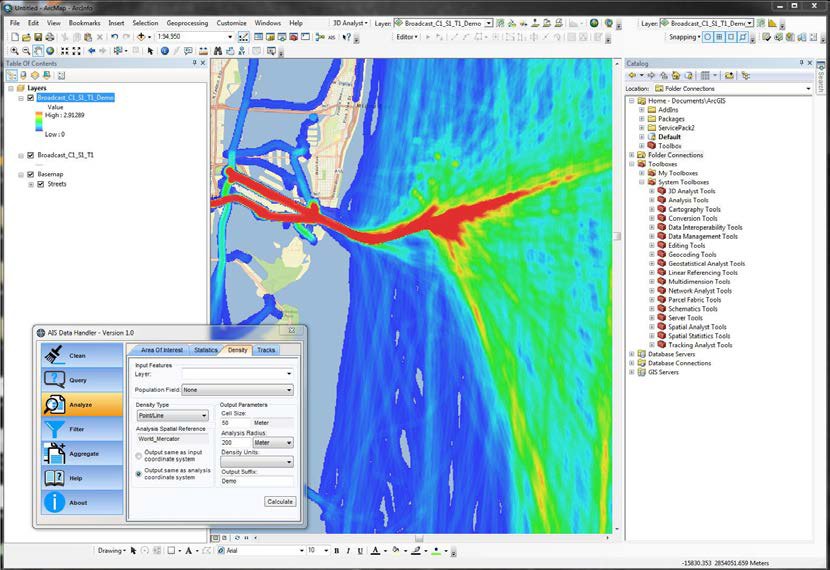 Untitled - ArcMap - ArcInfo
File Edit View Bookmarks Insert Selection Geoprocessing Customize Windows Help
3D Analyst Layer: Broadcast_C1_S1_T1_Demo
Layer: Broadcast_C1_S1_T1_Demo
1:94,950
Editor
Snapping
Table Of Contents
Layers
Broadcast_C1_S1_T1_Demo
Value
High : 2.91289
Low : 0
Broadcast_C1_S1_T1
Basemap
Streets
Catalog
Location: Folder Connections
Home - Documents\ArcGIS
AddIns
Packages
ServicePack2
Default
Toolbox
Folder Connections
Toolboxes
My Toolboxes
System Toolboxes
3D Analyst Tools
Analysis Tools
Cartography Tools
Conversion Tools
Data Interoperability Tools
Data Management Tools
Editing Tools
Geocoding Tools
Geostatistical Analyst Tools
Linear Referencing Tools
Multidimension Tools
Network Analyst Tools
Parcel Fabric Tools
Schematics Tools
Server Tools
Spatial Analyst Tools
Spatial Statistics Tools
Tracking Analyst Tools
Database Servers
Database Connections
GIS Servers
Search
AIS Data Handler - Version 1.0
Clean
Query
Analyze
Filter
Aggregate
Help
About
Area Of Interest Statistics Density Tracks
Input Features
Layer:
Population Field: None
Density Type
Point/Line
Analysis Spatial Reference
World_Mercator
Output same as input
coordinate system
Output same as analysis
coordinate system
Output Parameters
Cell Size:
50 Meter
Analysis Radius:
200 Meter
Density Units:
Output Suffix:
Demo
Calculate
Drawing Arial 10 B I U A A
-15830.353 2854051.659 Meters